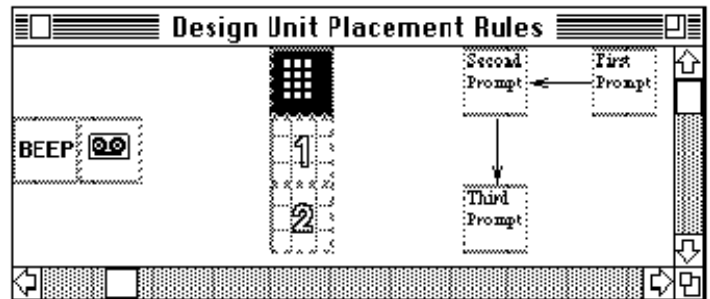 Design Unit Placement Rules
Second
Prompt
First
Prompt
BEEP
1
2
Third
Prompt